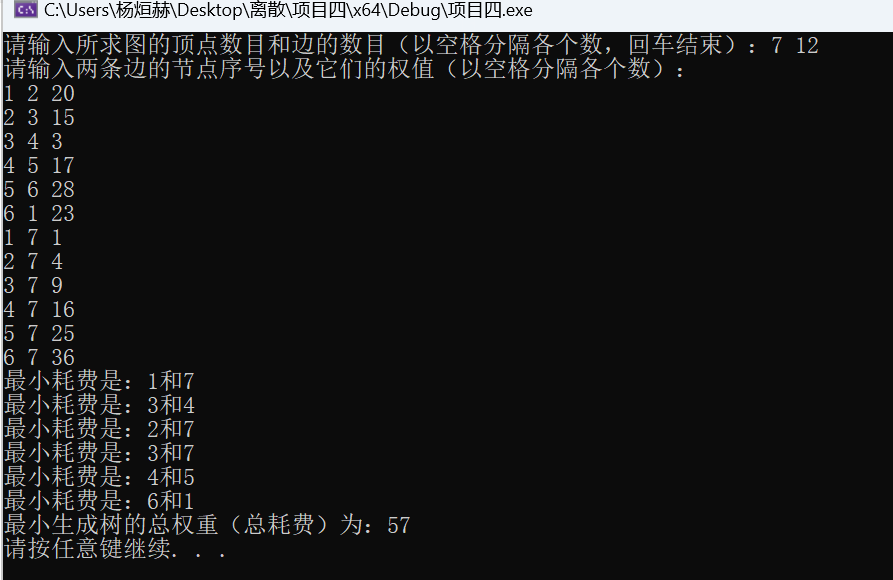 C:\Users\杨烜赫\Desktop\离散\项目四\x64\Debug\项目四.exe
请输入所求图的顶点数目和边的数目（以空格分隔各个数，回车结束）：7 12
请输入两条边的节点序号以及它们的权值（以空格分隔各个数）：
1 2 20
2 3 15
3 4 3
4 5 17
5 6 28
6 1 23
1 7 1
2 7 4
3 7 9
4 7 16
5 7 25
6 7 36
最小耗费是：1和7
最小耗费是：3和4
最小耗费是：2和7
最小耗费是：3和7
最小耗费是：4和5
最小耗费是：6和1
最小生成树的总权重（总耗费）为：57
请按任意键继续. . .